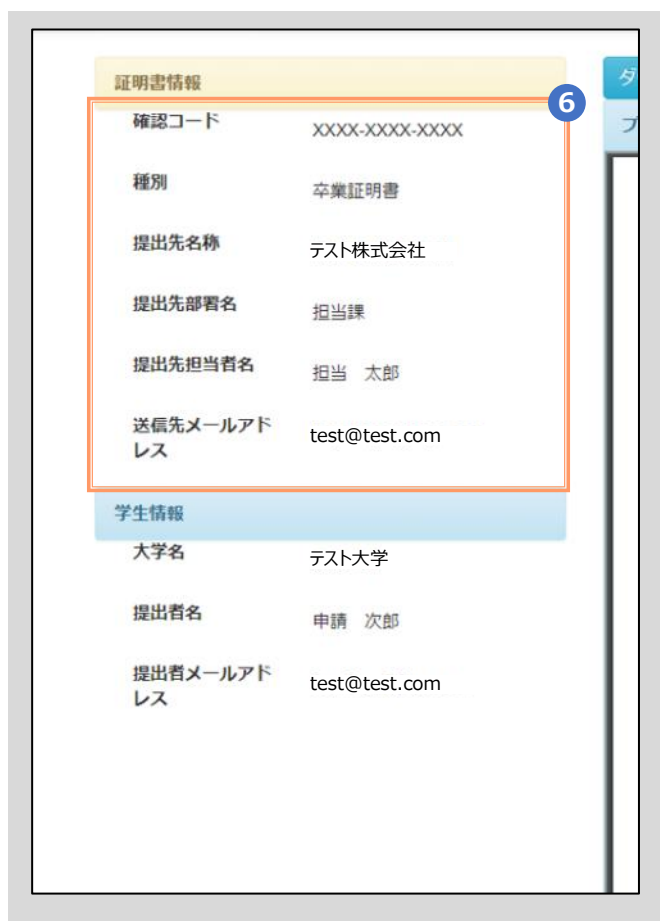 証明書情報
ダ
6
確認コード
XXXX-XXXX-XXXX
プ
種別
卒業証明書
提出先名称
テスト株式会社
提出先部署名
担当課
提出先担当者名
担当　太郎
送信先メールアド
レス
test@test.com
学生情報
大学名
テスト大学
提出者名
申請　次郎
提出者メールアド
レス
test@test.com